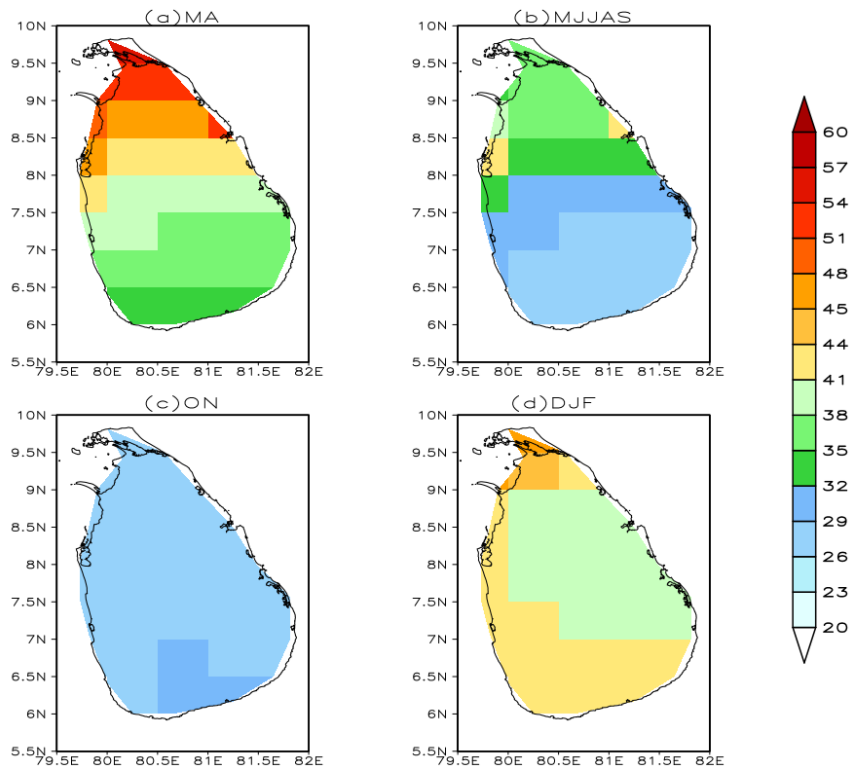 (a)MA
10N
9.5N
9N
8.5N
8N
7.5N
7N
6.5N
6N
5.5N
79.5E 80E 80.5E 81E 81.5E 82E
(b)MJJAS
10N
9.5N
9N
8.5N
8N
7.5N
7N
6.5N
6N
5.5N
79.5E 80E 80.5E 81E 81.5E 82E
(c)ON
10N
9.5N
9N
8.5N
8N
7.5N
7N
6.5N
6N
5.5N
79.5E 80E 80.5E 81E 81.5E 82E
(d)DJF
10N
9.5N
9N
8.5N
8N
7.5N
7N
6.5N
6N
5.5N
79.5E 80E 80.5E 81E 81.5E 82E
60
57
54
51
48
44
41
38
35
32
29
26
23
20